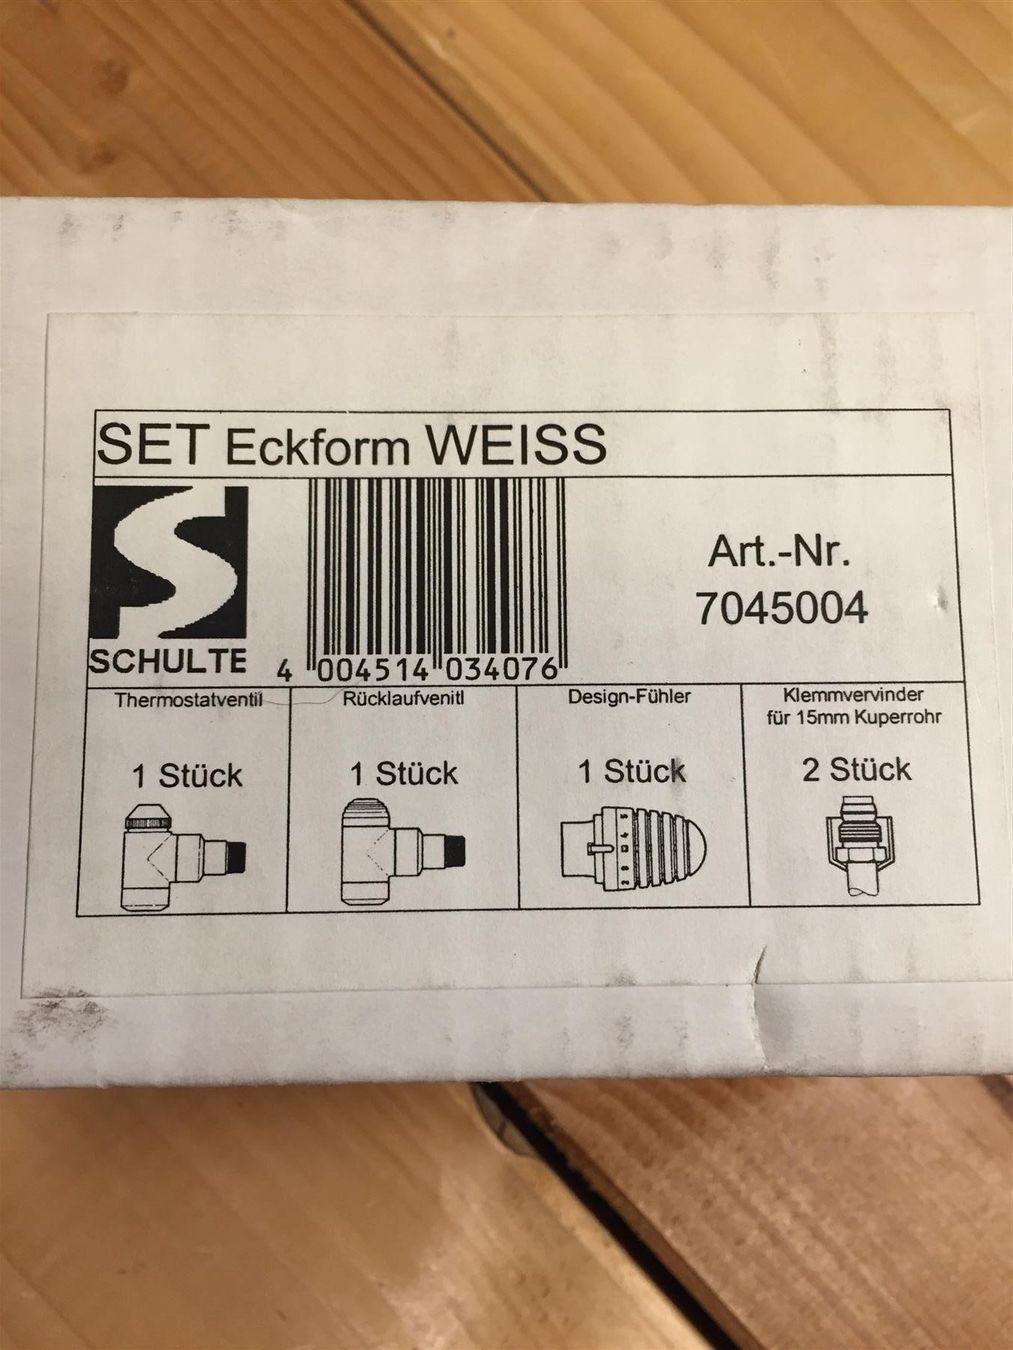 SET Eckform WEISS
SCHULTE
4 004514 034076
Art.-Nr.
7045004
Thermostatventil
1 Stück
Rücklaufvenitl
1 Stück
Design-Fühler
1 Stück
Klemmvervinder
für 15mm Kuperrohr
2 Stück